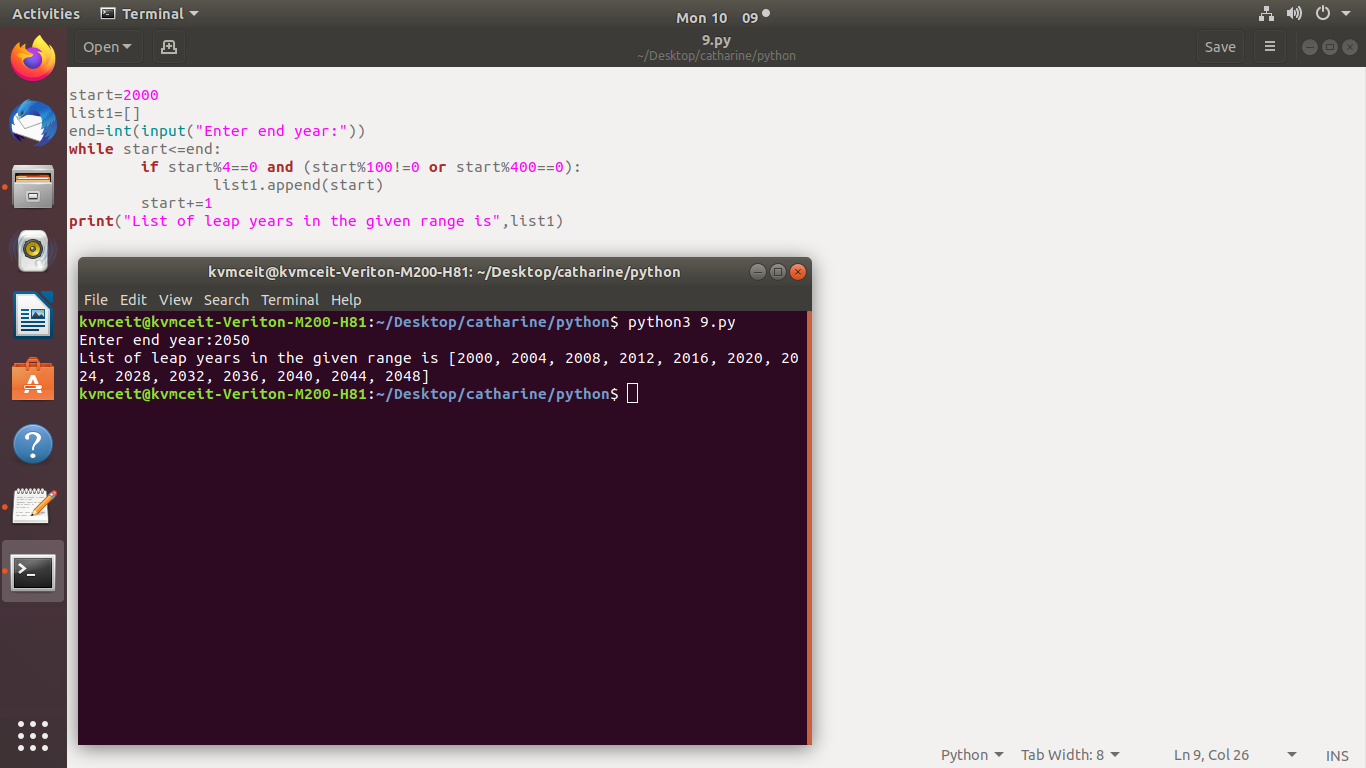 Activities Terminal Mon 10 09
Open 9.py Save
~/Desktop/catharine/python
start=2000
list1=[]
end=int(input("Enter end year:"))
while start<=end:
        if start%4==0 and (start%100!=0 or start%400==0):
                list1.append(start)
        start+=1
print("List of leap years in the given range is",list1)
kvmceit@kvmceit-Veriton-M200-H81: ~/Desktop/catharine/python
File Edit View Search Terminal Help
kvmceit@kvmceit-Veriton-M200-H81:~/Desktop/catharine/python$ python3 9.py
Enter end year:2050
List of leap years in the given range is [2000, 2004, 2008, 2012, 2016, 2020, 20
24, 2028, 2032, 2036, 2040, 2044, 2048]
kvmceit@kvmceit-Veriton-M200-H81:~/Desktop/catharine/python$
Python Tab Width: 8 Ln 9, Col 26 INS